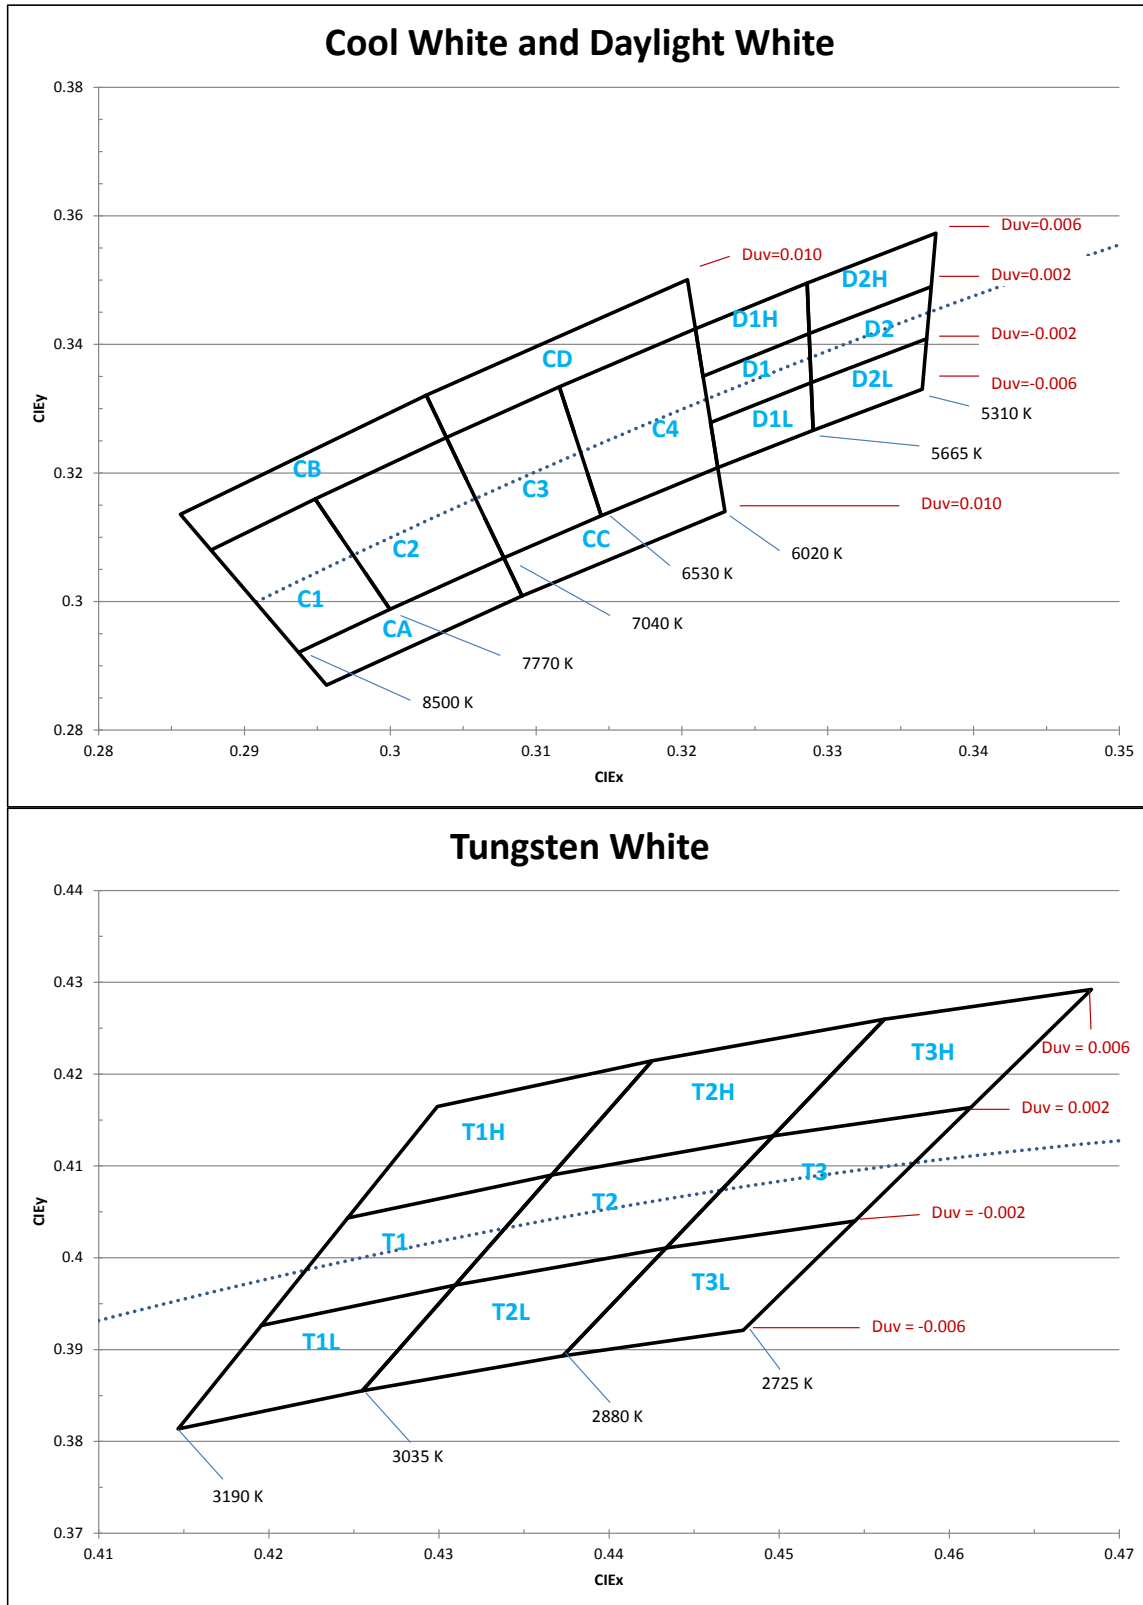 Cool White and Daylight White
0.38
0.36
0.34
0.32
0.3
0.28
CIEy
0.28
0.29
0.3
0.31
0.32
0.33
0.34
0.35
CIEx
Duv=0.006
Duv=0.010
Duv=0.002
Duv=-0.002
Duv=-0.006
Duv=0.010
D2H
D1H
D2
CD
D1
D2L
D1L
C4
CB
C3
CC
C2
C1
CA
5310 K
5665 K
6020 K
6530 K
7040 K
7770 K
8500 K
Tungsten White
0.44
0.43
0.42
0.41
0.4
0.39
0.38
0.37
CIEy
0.41
0.42
0.43
0.44
0.45
0.46
0.47
CIEx
T3H
T2H
T1H
T3
T2
T1
T3L
T2L
T1L
Duv = 0.006
Duv = 0.002
Duv = -0.002
Duv = -0.006
2725 K
2880 K
3035 K
3190 K